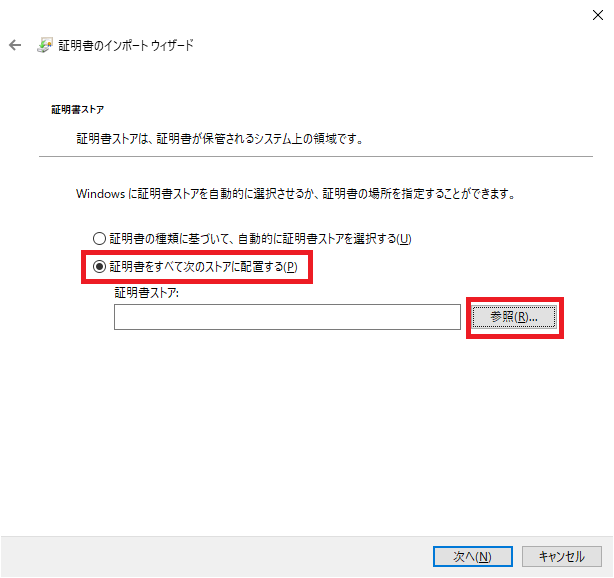 証明書のインポート ウィザード
証明書ストア
証明書ストアは、証明書が保管されるシステム上の領域です。
Windows に証明書ストアを自動的に選択させるか、証明書の場所を指定することができます。
証明書の種類に基づいて、自動的に証明書ストアを選択する(U)
証明書をすべて次のストアに配置する(P)
証明書ストア:
参照(R)...
次へ(N)
キャンセル